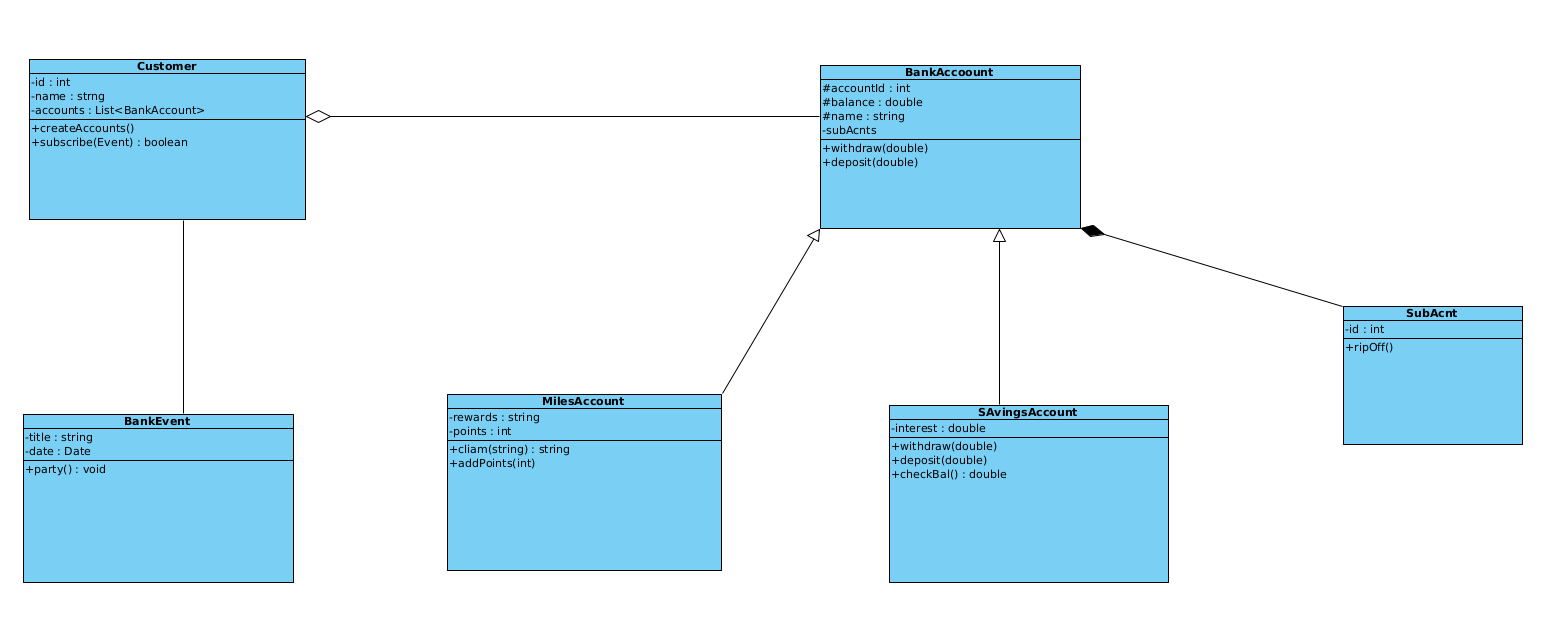 Customer
-id : int
-name : strng
-accounts : List<BankAccount>
+createAccounts()
+subscribe(Event) : boolean
BankAccoount
#accountId : int
#balance : double
#name : string
-subAcnts
+withdraw(double)
+deposit(double)
SubAcnt
-id : int
+ripOff()
BankEvent
-title : string
-date : Date
+party() : void
MilesAccount
-rewards : string
-points : int
+cliam(string) : string
+addPoints(int)
SAvingsAccount
-interest : double
+withdraw(double)
+deposit(double)
+checkBal() : double